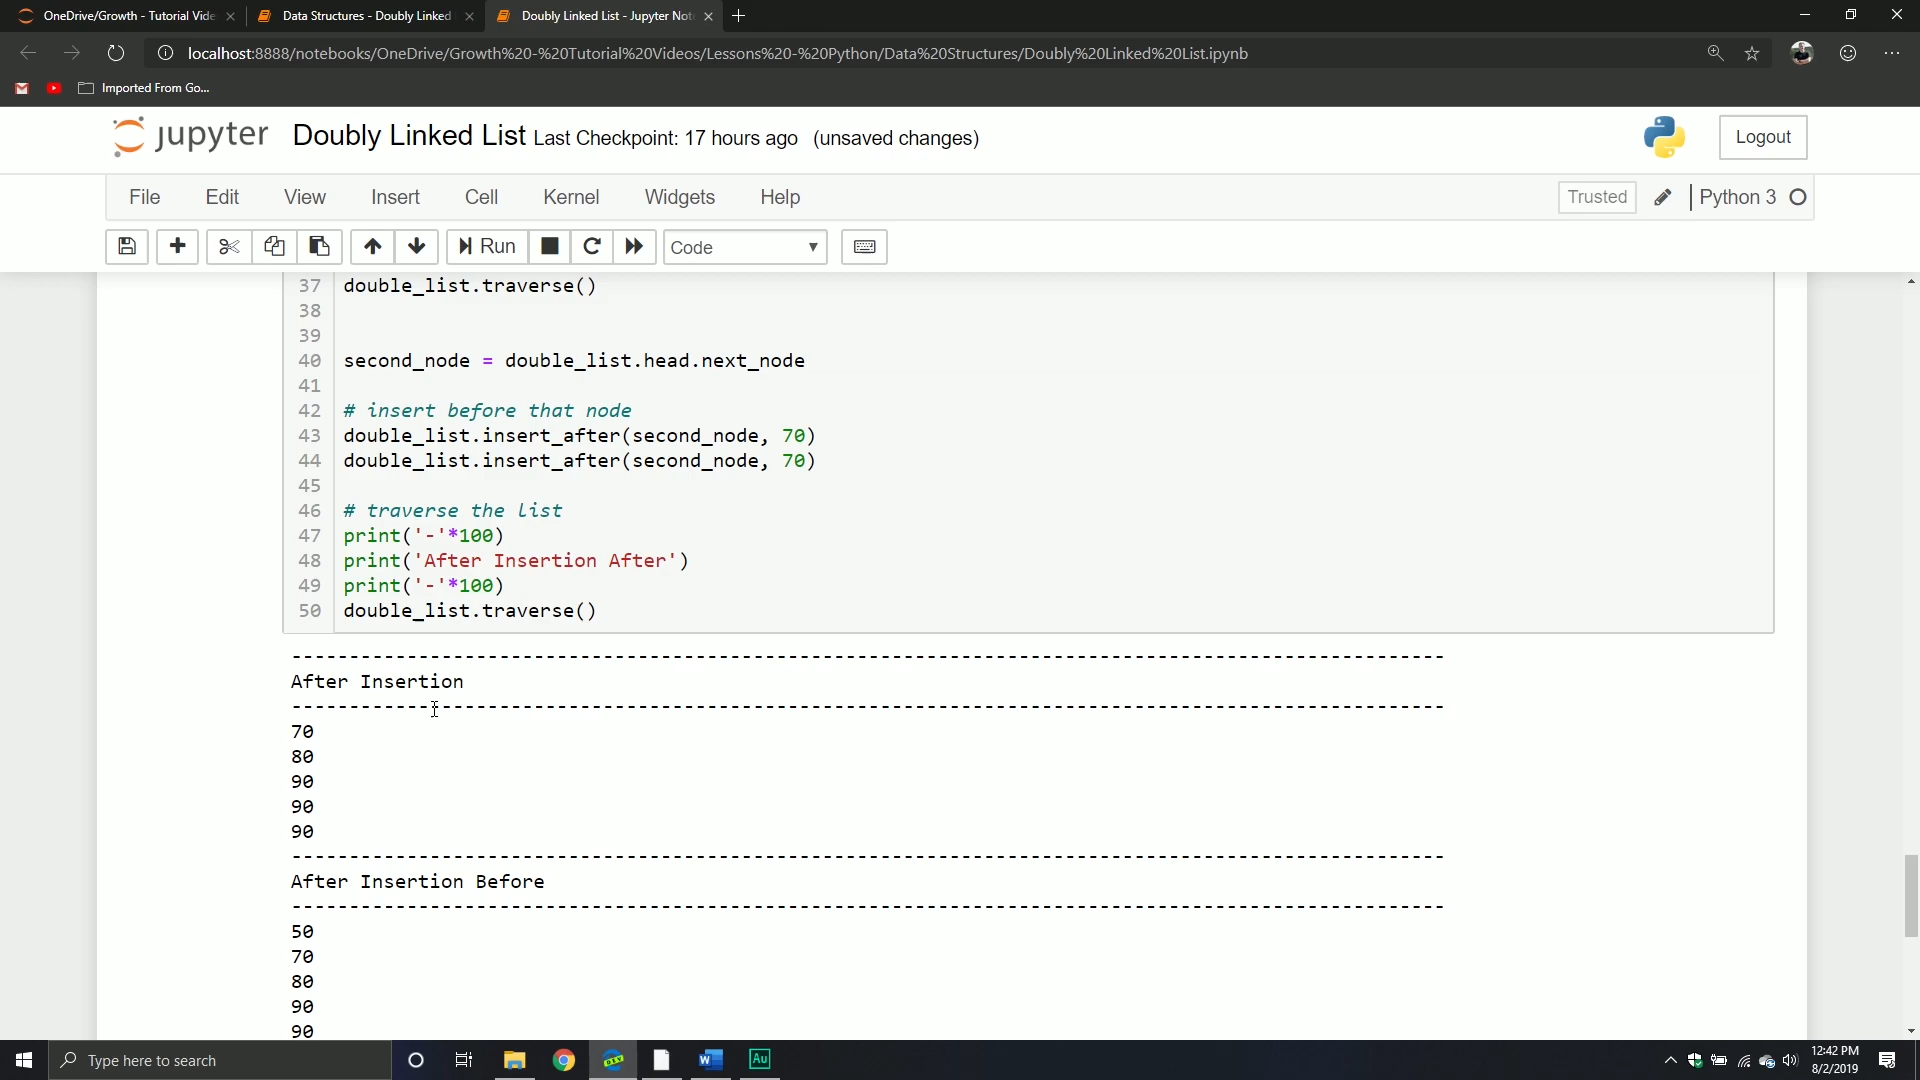 OneDrive/Growth - Tutorial Vide
Data Structures - Doubly Linked
Doubly Linked List - Jupyter Not
localhost:8888/notebooks/OneDrive/Growth%20-%20Tutorial%20Videos/Lessons%20-%20Python/Data%20Structures/Doubly%20Linked%20List.ipynb
Imported From Go...
jupyter Doubly Linked List Last Checkpoint: 17 hours ago (unsaved changes)
Logout
File Edit View Insert Cell Kernel Widgets Help
Trusted Python 3
Run Code
37 double_list.traverse()
38
39
40 second_node = double_list.head.next_node
41
42 # insert before that node
43 double_list.insert_after(second_node, 70)
44 double_list.insert_after(second_node, 70)
45
46 # traverse the list
47 print('-'*100)
48 print('After Insertion After')
49 print('-'*100)
50 double_list.traverse()
----------------------------------------------------------------------------------------------------
After Insertion
----------------------------------------------------------------------------------------------------
70
80
90
90
90
----------------------------------------------------------------------------------------------------
After Insertion Before
----------------------------------------------------------------------------------------------------
50
70
80
90
90
Type here to search
DEV
Au
12:42 PM
8/2/2019